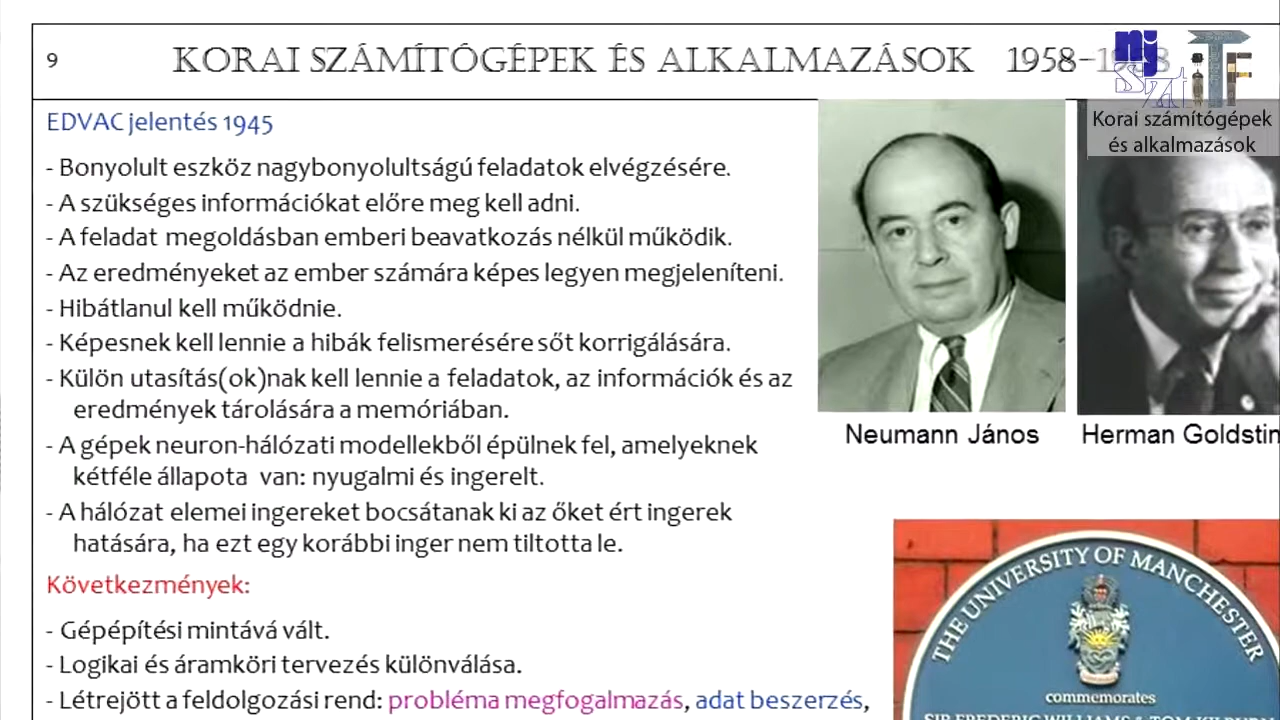 9 KORAI SZÁMÍTÓGÉPEK ÉS ALKALMAZÁSOK 1958-
Korai számítógépek
és alkalmazások
EDVAC jelentés 1945
- Bonyolult eszköz nagybonyolultságú feladatok elvégzésére.
- A szükséges információkat előre meg kell adni.
- A feladat megoldásban emberi beavatkozás nélkül működik.
- Az eredményeket az ember számára képes legyen megjeleníteni.
- Hibátlanul kell működnie.
- Képesnek kell lennie a hibák felismerésére sőt korrigálására.
- Külön utasítás(ok)nak kell lennie a feladatok, az információk és az
eredmények tárolására a memóriában.
- A gépek neuron-hálózati modellekből épülnek fel, amelyeknek
kétféle állapota van: nyugalmi és ingerelt.
- A hálózat elemei ingereket bocsátanak ki az őket ért ingerek
hatására, ha ezt egy korábbi inger nem tiltotta le.
Következmények:
- Gépépítési mintává vált.
- Logikai és áramköri tervezés különválása.
- Létrejött a feldolgozási rend: probléma megfogalmazás, adat beszerzés,
Neumann János
Herman Goldstin
THE UNIVERSITY OF MANCHESTER
commemorates